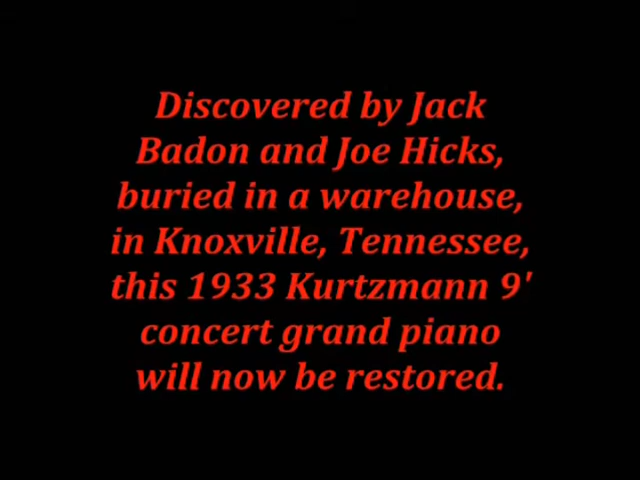 Discovered by Jack
Badon and Joe Hicks,
buried in a warehouse,
in Knoxville, Tennessee,
this 1933 Kurtzmann 9'
concert grand piano
will now be restored.